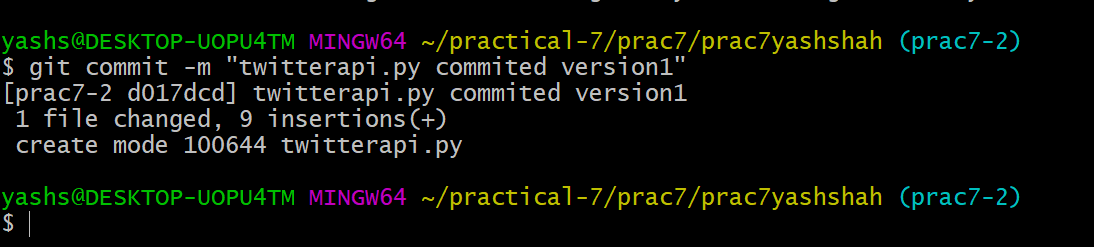 yashs@DESKTOP-UOPU4TM MINGW64 ~/practical-7/prac7/prac7yashshah (prac7-2)
$ git commit -m "twitterapi.py commited version1"
[prac7-2 d017dcd] twitterapi.py commited version1
 1 file changed, 9 insertions(+)
 create mode 100644 twitterapi.py
yashs@DESKTOP-UOPU4TM MINGW64 ~/practical-7/prac7/prac7yashshah (prac7-2)
$